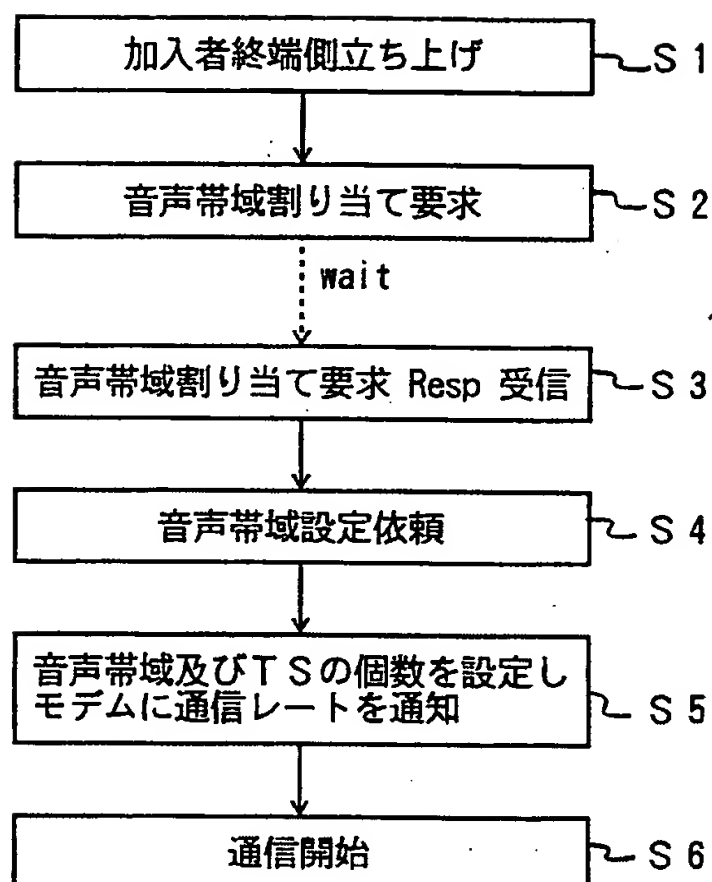 加入者終端側立ち上げ S1
音声帯域割り当て要求 S2
wait
音声帯域割り当て要求 Resp 受信 S3
音声帯域設定依頼 S4
音声帯域及びTSの個数を設定し
モデムに通信レートを通知 S5
通信開始 S6